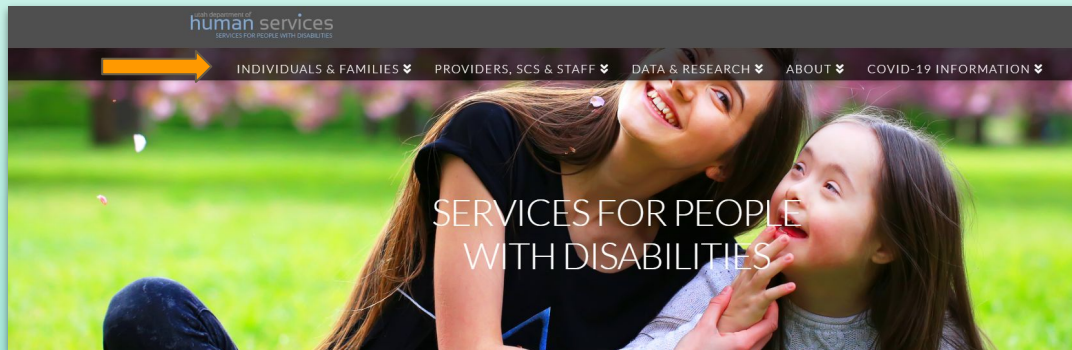 utah department of
human services
SERVICES FOR PEOPLE WITH DISABILITIES
INDIVIDUALS & FAMILIES PROVIDERS, SCS & STAFF DATA & RESEARCH ABOUT COVID-19 INFORMATION
SERVICES FOR PEOPLE
WITH DISABILITIES